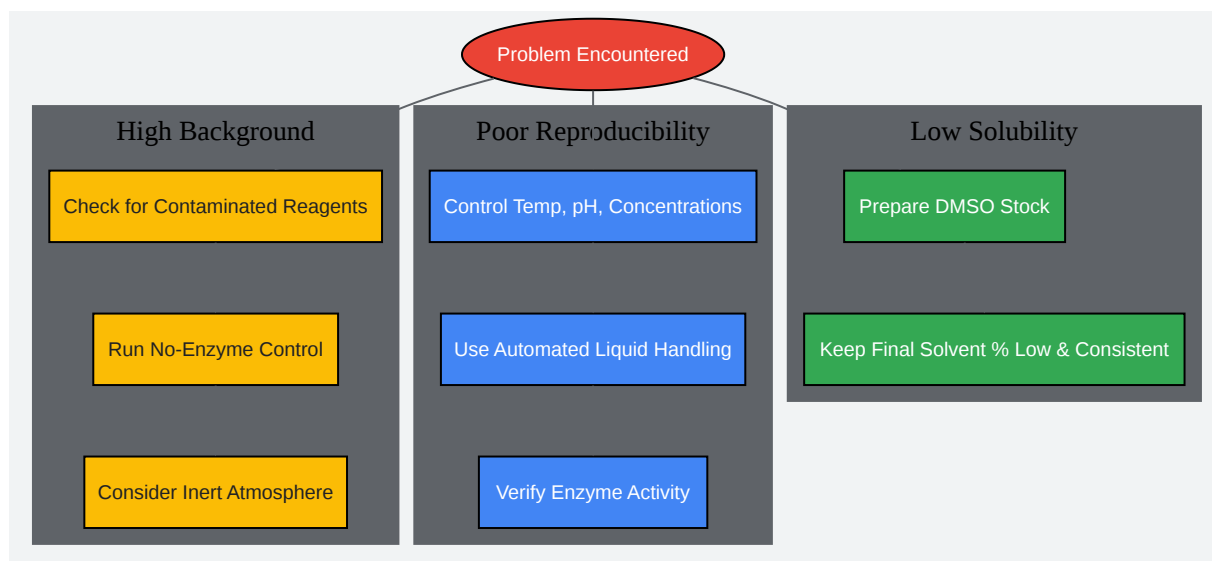 Problem Encountered
High Background
Check for Contaminated Reagents
Run No-Enzyme Control
Consider Inert Atmosphere
Poor Reproducibility
Control Temp, pH, Concentrations
Use Automated Liquid Handling
Verify Enzyme Activity
Low Solubility
Prepare DMSO Stock
Keep Final Solvent % Low & Consistent